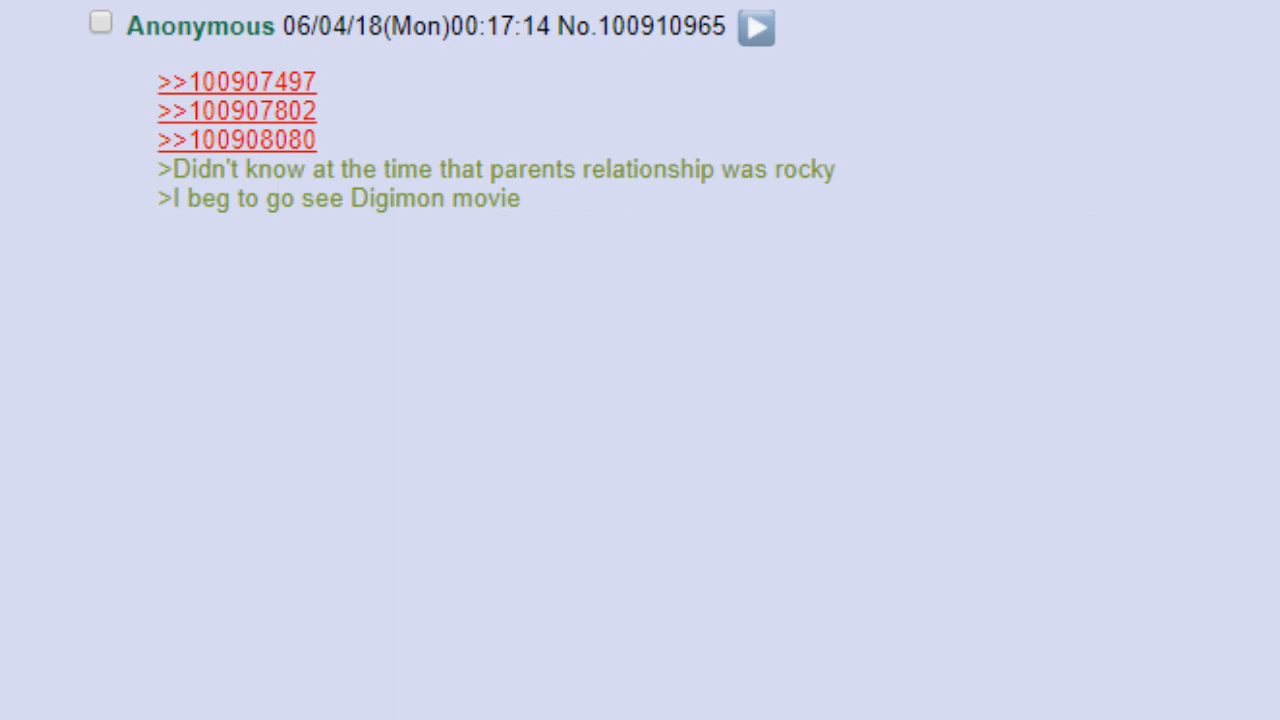 Anonymous 06/04/18(Mon)00:17:14 No.100910965
>>100907497
>>100907802
>>100908080
>Didn't know at the time that parents relationship was rocky
>I beg to go see Digimon movie